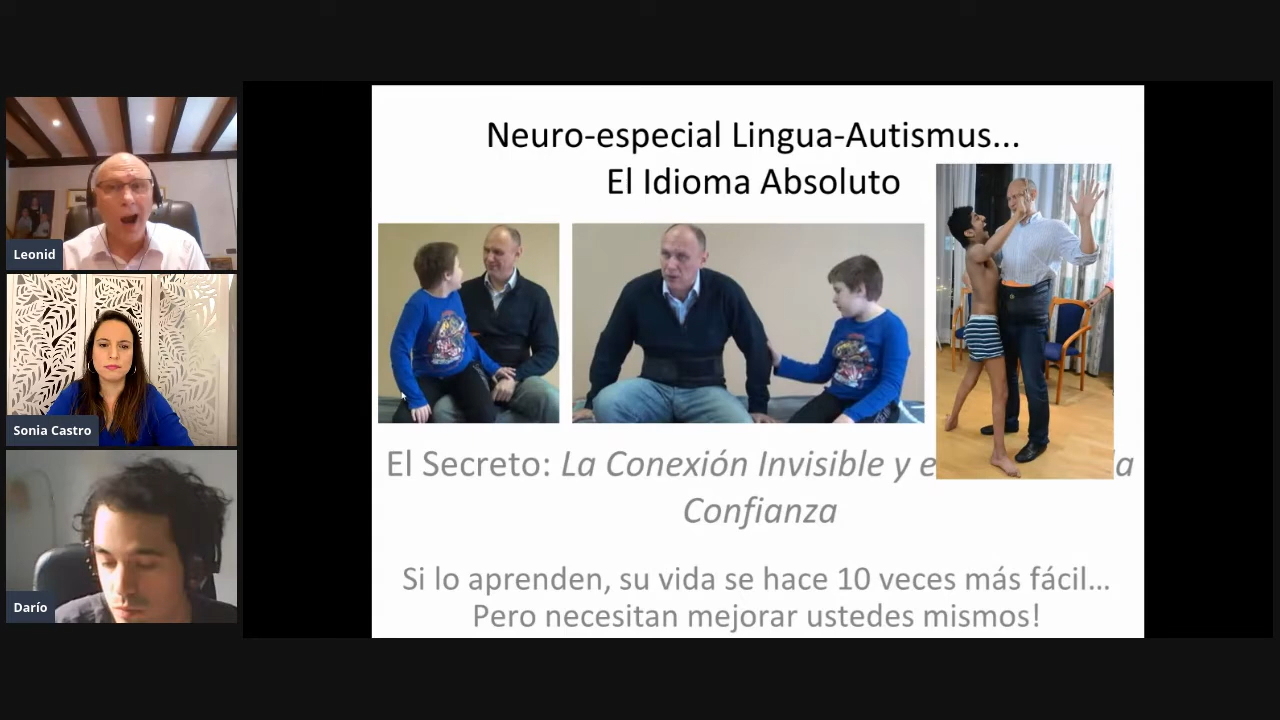 Neuro-especial Lingua-Autismus...
El Idioma Absoluto
El Secreto: La Conexión Invisible y e
la
Confianza
Si lo aprenden, su vida se hace 10 veces más fácil...
Pero necesitan mejorar ustedes mismos!
Leonid
Sonia Castro
Darío